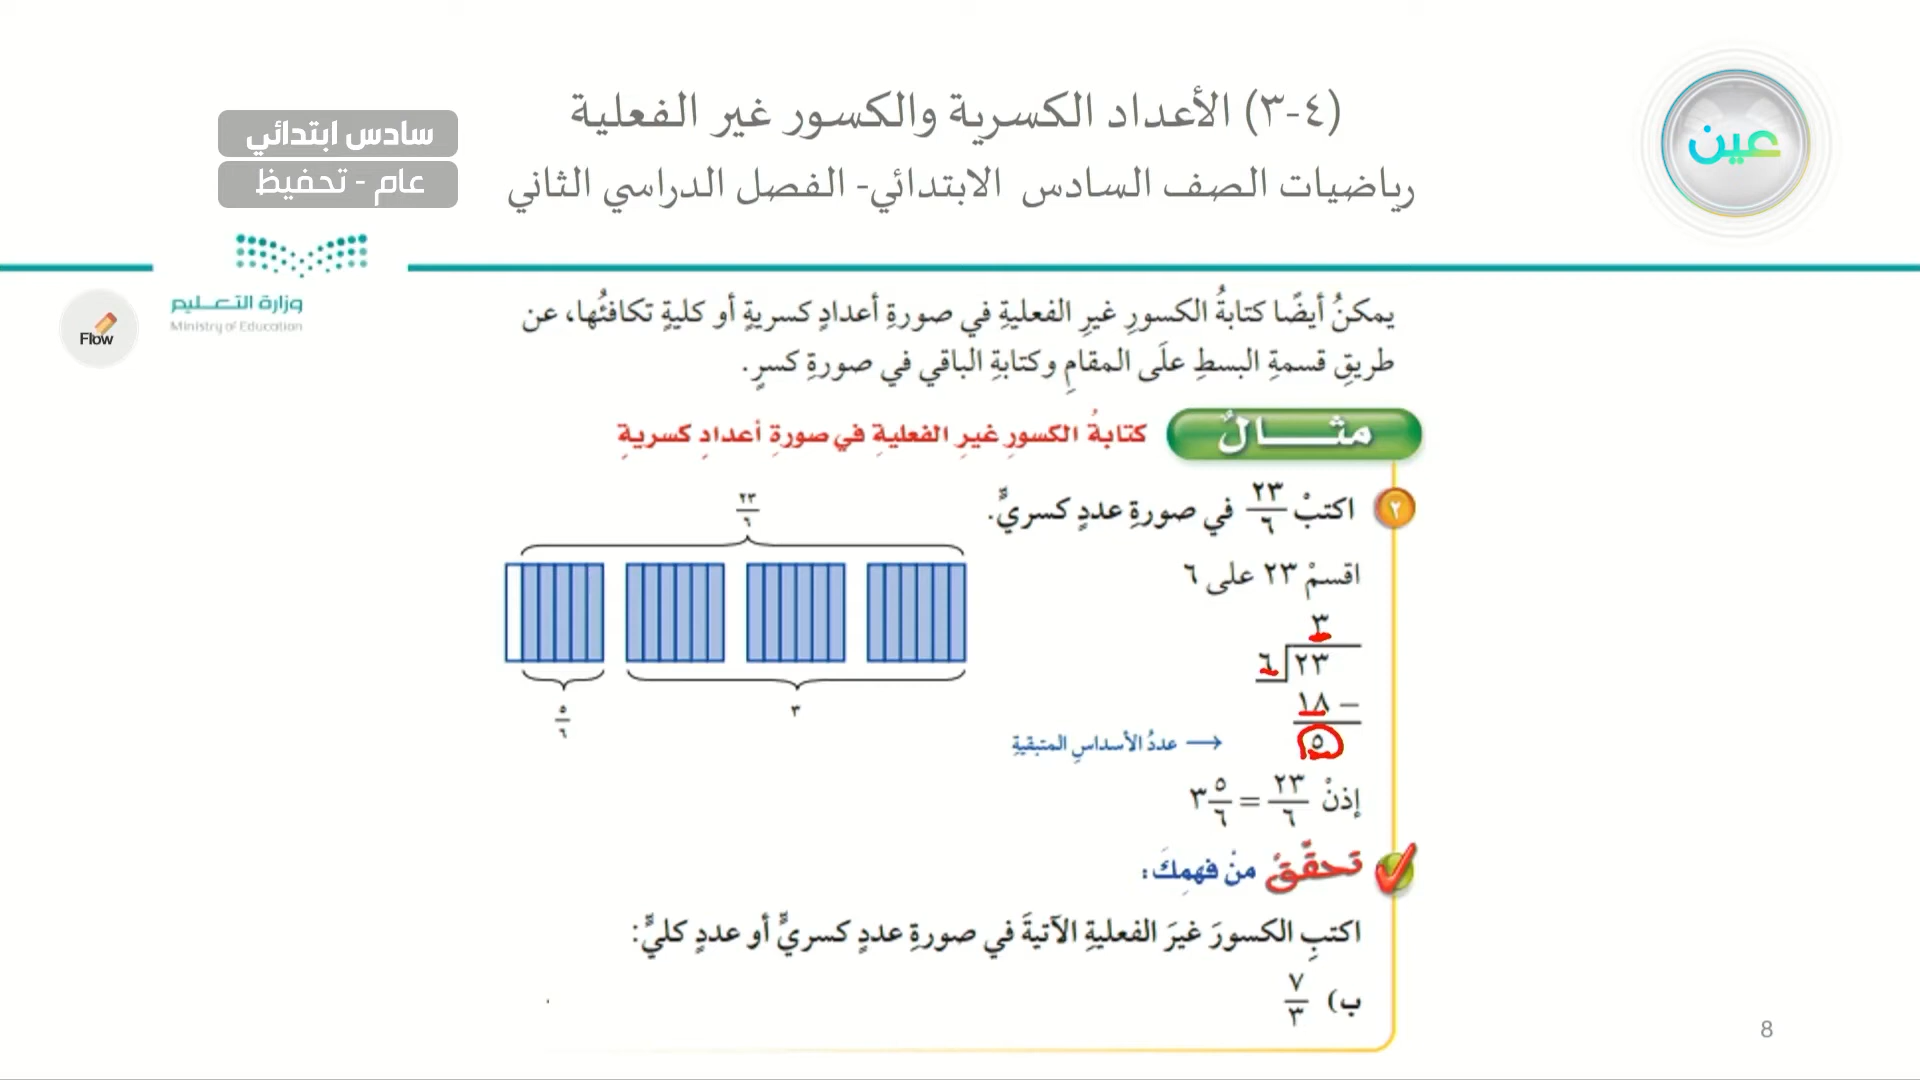 (٤-٣) الأعداد الكسرية والكسور غير الفعلية
رياضيات الصف السادس الابتدائي- الفصل الدراسي الثاني
عين
سادس ابتدائي
عام - تحفيظ
وزارة التعليم
Ministry of Education
Flow
يمكنُ أيضًا كتابةُ الكسورِ غيرِ الفعليةِ في صورةِ أعدادٍ كسريةٍ أو كليةٍ تكافئُها، عن
طريقِ قسمةِ البسطِ علَى المقامِ وكتابةِ الباقي في صورةِ كسرٍ.
مثـــالٌ كتابةُ الكسورِ غيرِ الفعليةِ في صورةِ أعدادٍ كسريةٍ
٢ اكتبْ ٢٣/٦ في صورةِ عددٍ كسريٍّ.
٢٣/٦
٥/٦
٣
اقسمْ ٢٣ على ٦
٣
٦ ٢٣
١٨ −
٥ ← عددُ الأسداسِ المتبقيةِ
إذنْ ٢٣/٦ = ٣ ٥/٦
تحقَّقْ منْ فهمِكَ:
اكتبِ الكسورَ غيرَ الفعليةِ الآتيةَ في صورةِ عددٍ كسريٍّ أو عددٍ كليٍّ:
ب) ٧/٣
8